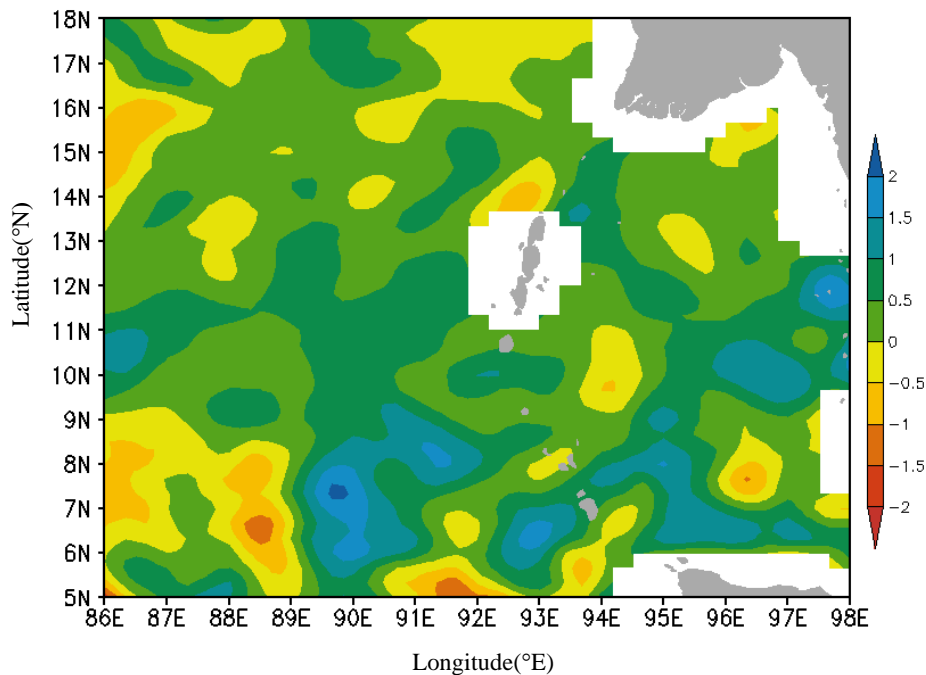 18N
17N
16N
15N
14N
13N
12N
11N
10N
9N
8N
7N
6N
5N
Latitude(°N)
86E 87E 88E 89E 90E 91E 92E 93E 94E 95E 96E 97E 98E
Longitude(°E)
2
1.5
1
0.5
0
-0.5
-1
-1.5
-2